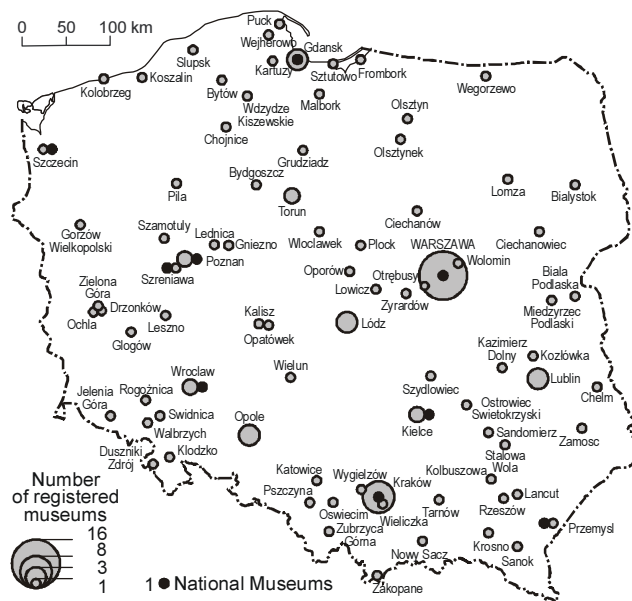 0 50 100 km
Puck
Wejherowo
Gdansk
Slupsk
Kartuzy
Sztutowo
Frombork
Koszalin
Kolobrzeg
Bytów
Wegorzewo
Malbork
Wdzydze
Kiszewskie
Olsztyn
Chojnice
Olsztynek
Szczecin
Grudziadz
Bydgoszcz
Lomza
Bialystok
Pila
Torun
Ciechanów
Gorzów
Wielkopolski
Szamotuly
Lednica
Gniezno
Wloclawek
Plock
WARSZAWA
Ciechanowiec
Poznan
Szreniawa
Oporów
Otrębusy
Wolomin
Zielona
Góra
Lowicz
Biala
Podlaska
Drzonków
Zyrardów
Miedzyrzec
Podlaski
Ochla
Leszno
Kalisz
Opatówek
Lódz
Glogów
Kazimierz
Dolny
Kozlówka
Wroclaw
Wielun
Szydlowiec
Lublin
Jelenia
Góra
Rogoźnica
Chelm
Swidnica
Opole
Kielce
Ostrowiec
Swietokrzyski
Walbrzych
Sandomierz
Zamosc
Duszniki
Zdrój
Klodzko
Stalowa
Wola
Katowice
Wygielzów
Kraków
Kolbuszowa
Lancut
Pszczyna
Oswiecim
Wieliczka
Tarnów
Rzeszów
Przemysl
Zubrzyca
Górna
Nowy Sacz
Krosno
Sanok
Zakopane
Number
of registered
museums
16
8
3
1
1 National Museums